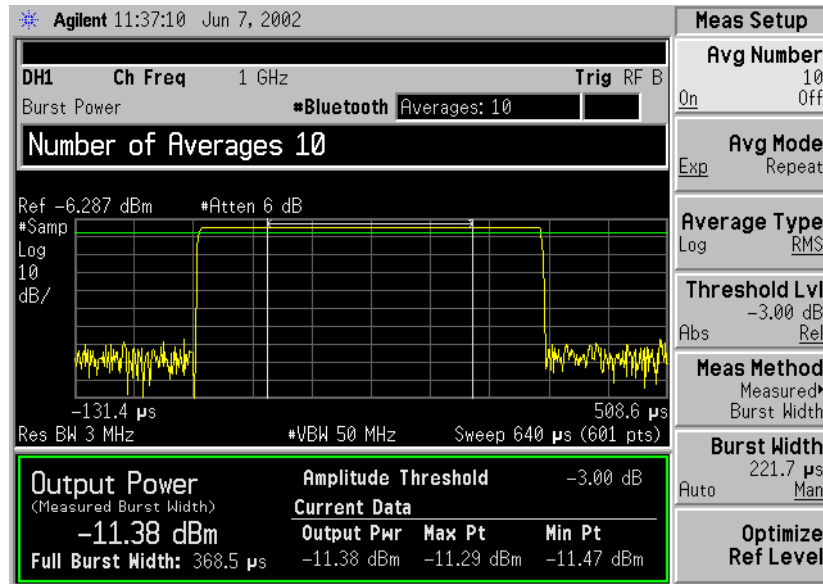 Agilent 11:37:10 Jun 7, 2002
DH1 Ch Freq 1 GHz Trig RF B
Burst Power #Bluetooth Averages: 10
Number of Averages 10
Ref -6.287 dBm #Atten 6 dB
#Samp
Log
10
dB/
-131.4 µs 508.6 µs
Res BW 3 MHz #VBW 50 MHz Sweep 640 µs (601 pts)
Output Power
(Measured Burst Width)
-11.38 dBm
Full Burst Width: 368.5 µs
Amplitude Threshold -3.00 dB
Current Data
Output Pwr Max Pt Min Pt
-11.38 dBm -11.29 dBm -11.47 dBm
Meas Setup
Avg Number
10
On Off
Avg Mode
Exp Repeat
Average Type
Log RMS
Threshold Lvl
-3.00 dB
Abs Rel
Meas Method
Measured
Burst Width
Burst Width
221.7 µs
Auto Man
Optimize
Ref Level